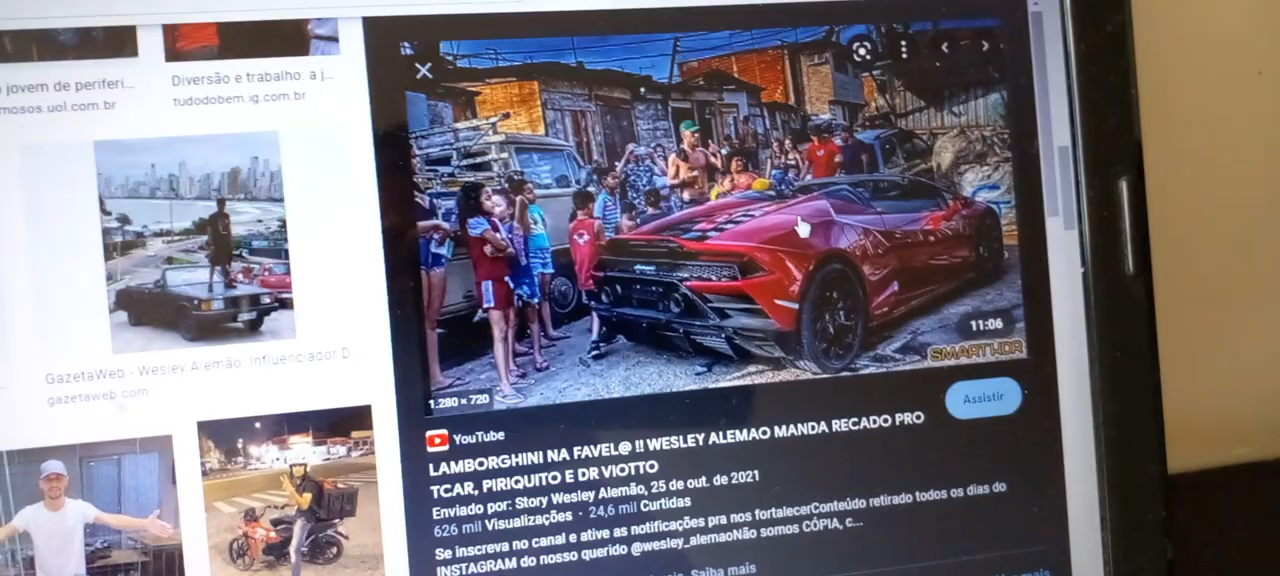 jovem de periferi...
mosos.uol.com.br
Diversão e trabalho: a j...
tudodobem.ig.com.br
GazetaWeb - Wesley Alemão: Influenciador D
gazetaweb.com
11:06
SMART HDR
1.280 × 720
YouTube
Assistir
LAMBORGHINI NA FAVEL@ !! WESLEY ALEMAO MANDA RECADO PRO
TCAR, PIRIQUITO E DR VIOTTO
Enviado por: Story Wesley Alemão, 25 de out. de 2021
626 mil Visualizações · 24,6 mil Curtidas
Se inscreva no canal e ative as notificações pra nos fortalecerConteúdo retirado todos os dias do
INSTAGRAM do nosso querido @wesley_alemaoNão somos CÓPIA, c...
Saiba mais